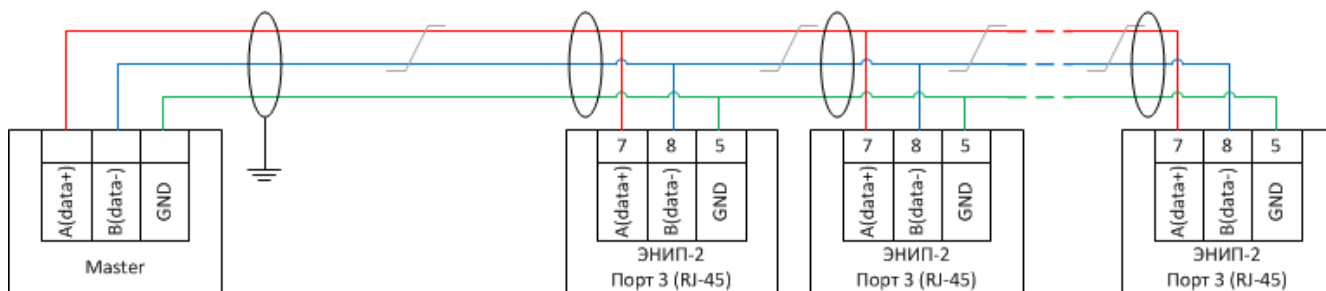 A(data+)
B(data-)
GND
Master
7
8
5
A(data+)
B(data-)
GND
ЭНИП-2
Порт 3 (RJ-45)
7
8
5
A(data+)
B(data-)
GND
ЭНИП-2
Порт 3 (RJ-45)
7
8
5
A(data+)
B(data-)
GND
ЭНИП-2
Порт 3 (RJ-45)